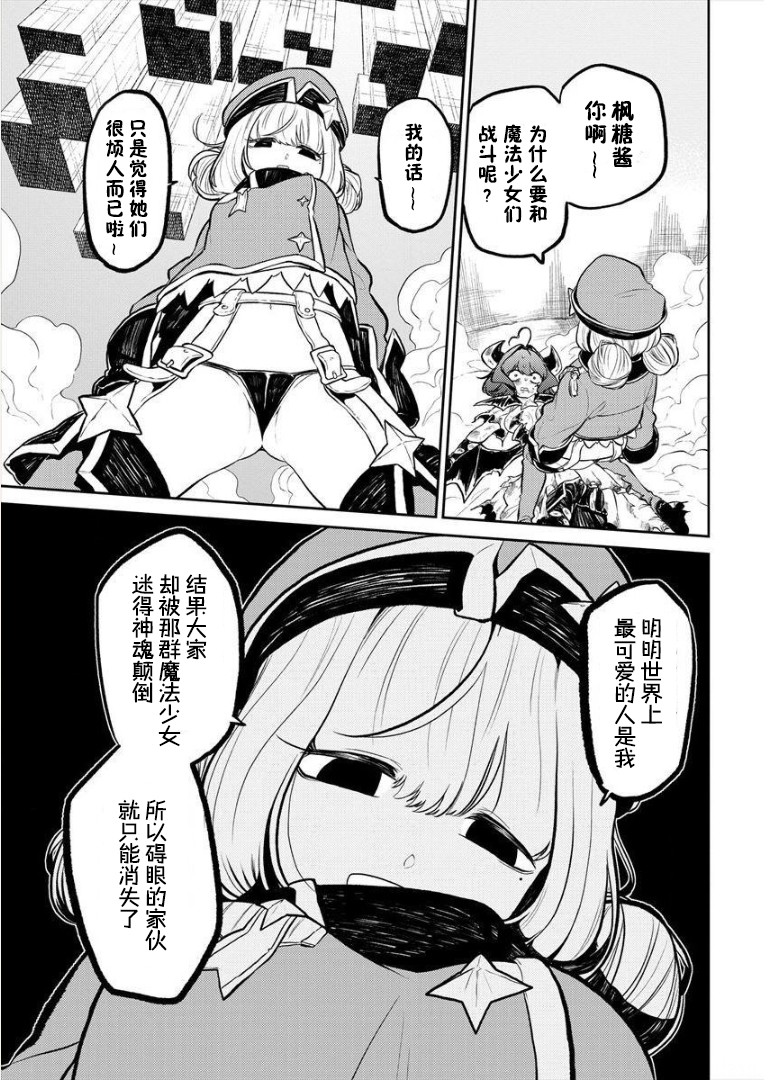 枫糖酱
你啊～
为什么要和
魔法少女们
战斗呢？
我的话～
只是觉得她们
很烦人而已啦～
明明世界上
最可爱的人是我
结果大家
却被那群魔法少女
迷得神魂颠倒
所以碍眼的家伙
就只能消失了